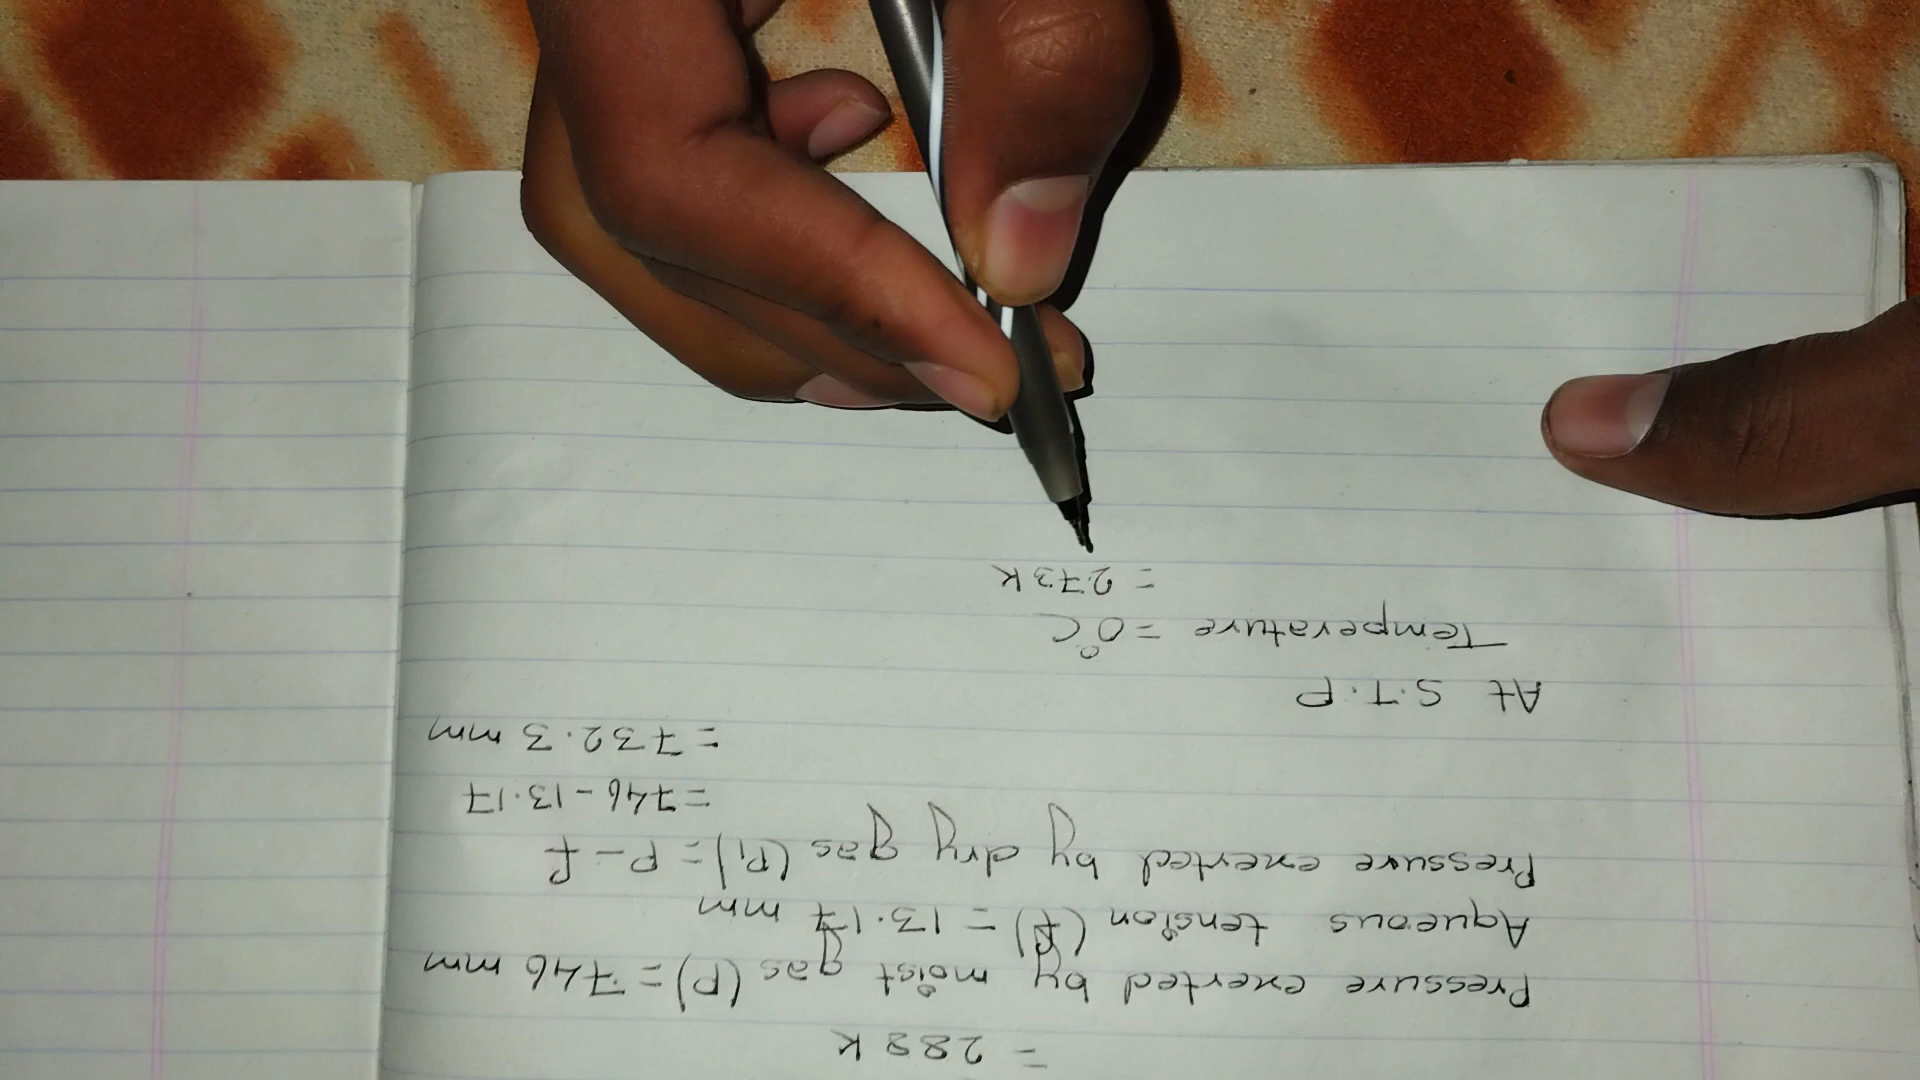 = 288 K
Pressure exerted by moist gas (P) = 746 mm
Aqueous tension (f) = 13.17 mm
Pressure exerted by dry gas (P₁) = P - f
= 746 - 13.17
= 732.3 mm
At S.T.P
Temperature = 0°C
= 273 K